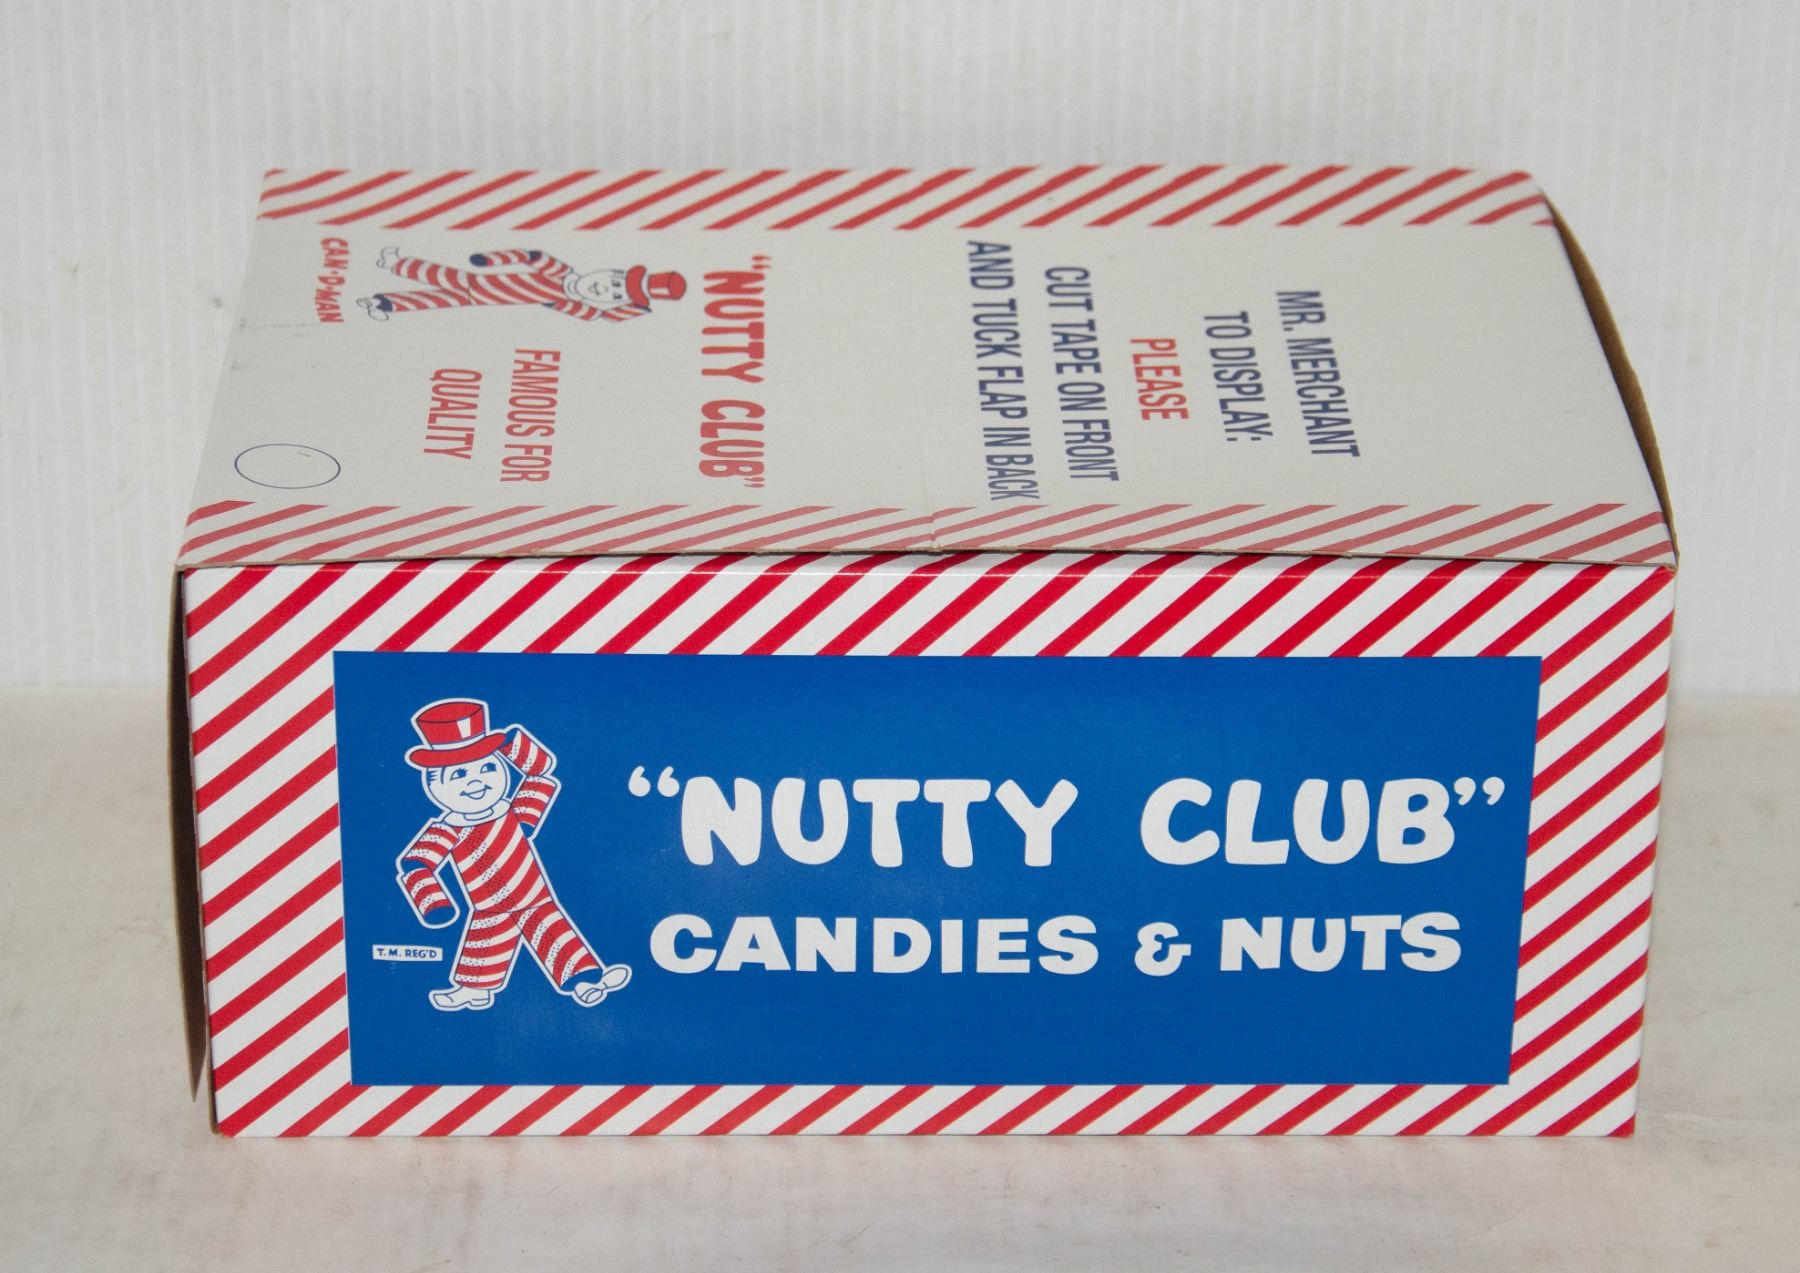 MR. MERCHANT
TO DISPLAY:
PLEASE
CUT TAPE ON FRONT
AND TUCK FLAP IN BACK
"NUTTY CLUB"
FAMOUS FOR
QUALITY
CAN·D·MAN
"NUTTY CLUB"
CANDIES & NUTS
T. M. REG'D